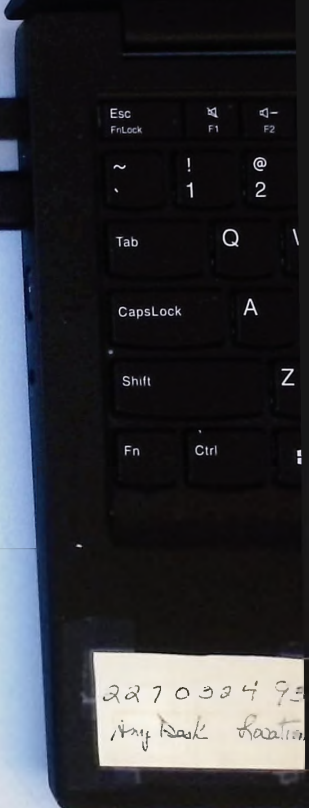 Esc
FnLock
F1
F2
~
!
@
`
1
2
Tab
Q
CapsLock
A
Shift
Z
Fn
Ctrl
2270324 9
Any Desk